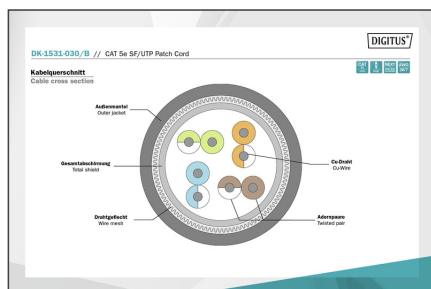 DIGITUS®
DK-1531-030/B // CAT 5e SF/UTP Patch Cord
Kabelquerschnitt
Cable cross section
Außenmantel
Outer jacket
Gesamtabschirmung
Total shield
Cu-Draht
Cu-Wire
Drahtgeflecht
Wire mesh
Adernpaare
Twisted pair